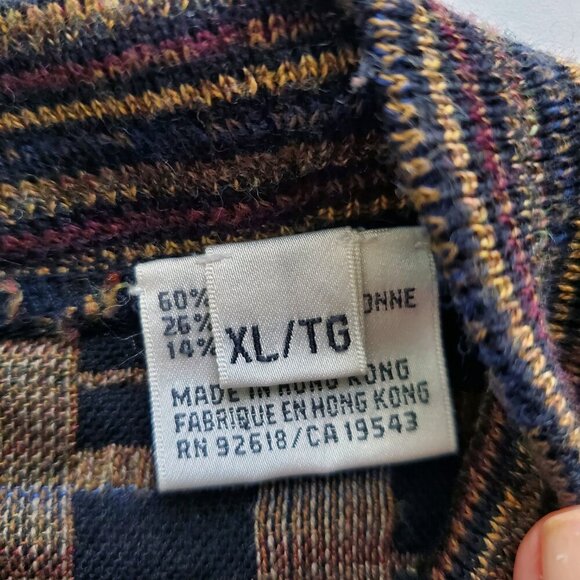 60% ONNE
26%
14%
XL/TG
MADE IN HONG KONG
FABRIQUE EN HONG KONG
RN 92618/CA 19543